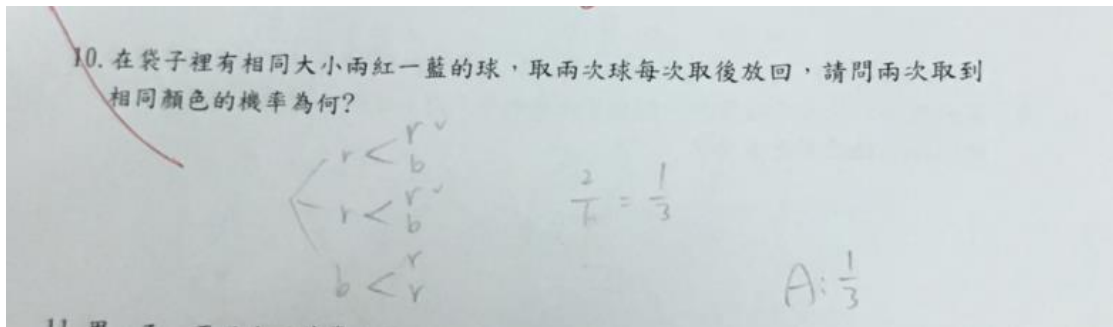 10. 在袋子裡有相同大小兩紅一藍的球，取兩次球每次取後放回，請問兩次取到
相同顏色的機率為何?
r < r ✓
b
r < r ✓
b
b < r
r
2/6 = 1/3
A: 1/3